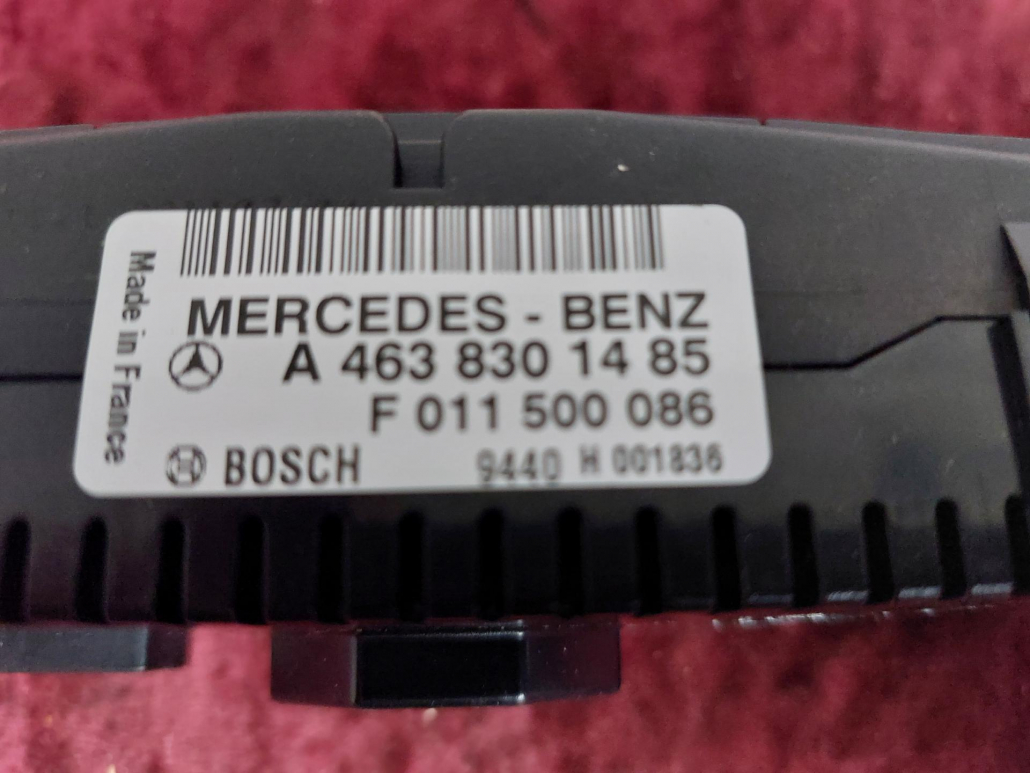 MERCEDES - BENZ
A 463 830 14 85
F 011 500 086
BOSCH 9440 H 001836
Made in France